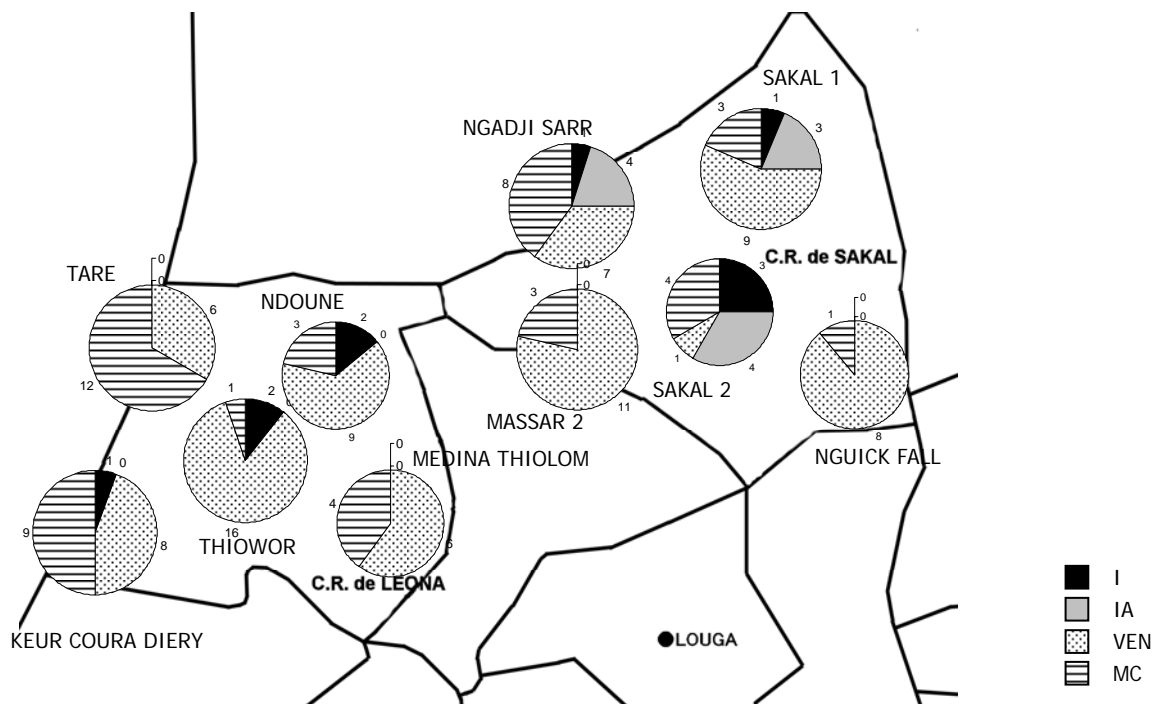 SAKAL 1
1
3
3
9
NGADJI SARR
1
4
8
7
C.R. de SAKAL
TARE
0
0
6
12
NDOUNE
2
0
3
9
0
0
3
11
MASSAR 2
3
4
4
1
SAKAL 2
0
0
1
8
NGUICK FALL
1
2
0
16
THIOWOR
0
0
4
6
MEDINA THIOLOM
C.R. de LEONA
1
0
9
8
KEUR COURA DIERY
LOUGA
I
IA
VEN
MC